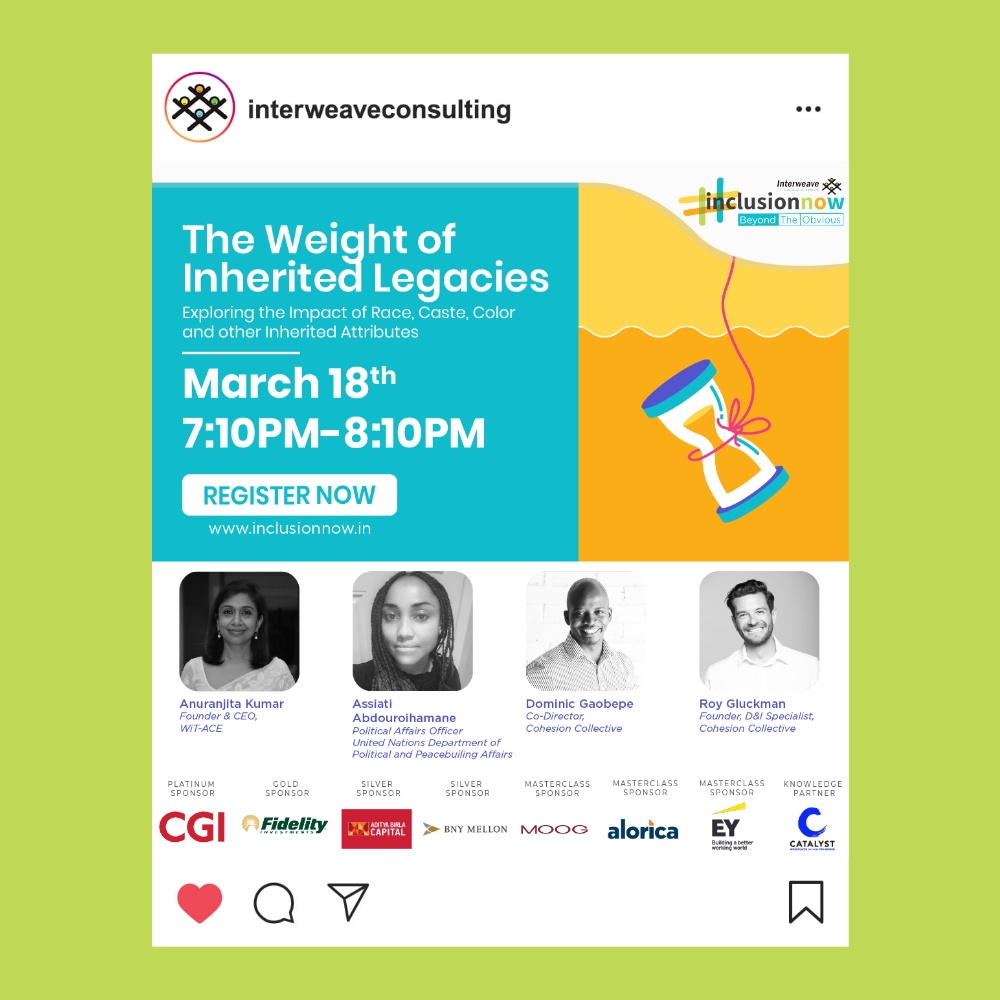 interweaveconsulting
Interweave
inclusionnow
Beyond The Obvious
The Weight of
Inherited Legacies
Exploring the Impact of Race, Caste, Color
and other Inherited Attributes
March 18th
7:10PM-8:10PM
REGISTER NOW
www.inclusionnow.in
Anuranjita Kumar
Founder & CEO,
WiT-ACE
Assiati
Abdouroihamane
Political Affairs Officer
United Nations Department of
Political and Peacebuiling Affairs
Dominic Gaobepe
Co-Director,
Cohesion Collective
Roy Gluckman
Founder, D&I Specialist,
Cohesion Collective
PLATINUM
SPONSOR
CGI
GOLD
SPONSOR
Fidelity
INVESTMENTS
SILVER
SPONSOR
ADITYA BIRLA
CAPITAL
SILVER
SPONSOR
BNY MELLON
MASTERCLASS
SPONSOR
MOOG
MASTERCLASS
SPONSOR
alorica
MASTERCLASS
SPONSOR
EY
Building a better
working world
KNOWLEDGE
PARTNER
CATALYST